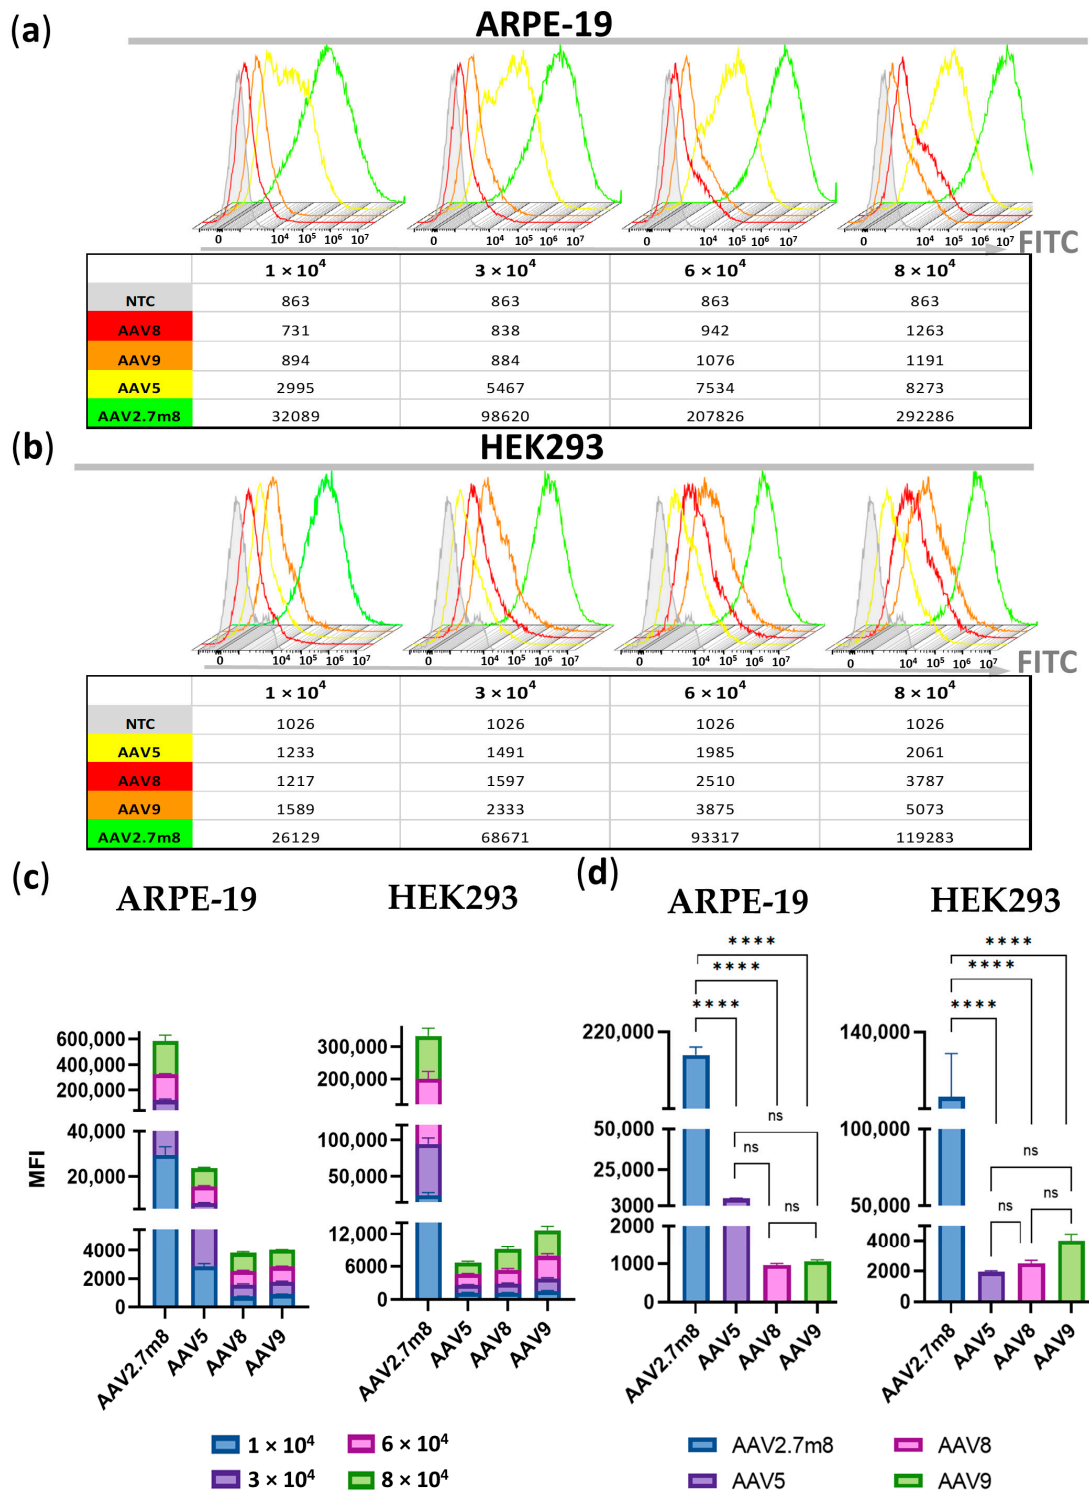 (a)
ARPE-19
0 10⁴ 10⁵ 10⁶ 10⁷ 0 10⁴ 10⁵ 10⁶ 10⁷ 0 10⁴ 10⁵ 10⁶ 10⁷ 0 10⁴ 10⁵ 10⁶ 10⁷
FITC
1 × 10⁴ 3 × 10⁴ 6 × 10⁴ 8 × 10⁴
NTC 863 863 863 863
AAV8 731 838 942 1263
AAV9 894 884 1076 1191
AAV5 2995 5467 7534 8273
AAV2.7m8 32089 98620 207826 292286
(b)
HEK293
0 10⁴ 10⁵ 10⁶ 10⁷ 0 10⁴ 10⁵ 10⁶ 10⁷ 0 10⁴ 10⁵ 10⁶ 10⁷ 0 10⁴ 10⁵ 10⁶ 10⁷
FITC
1 × 10⁴ 3 × 10⁴ 6 × 10⁴ 8 × 10⁴
NTC 1026 1026 1026 1026
AAV5 1233 1491 1985 2061
AAV8 1217 1597 2510 3787
AAV9 1589 2333 3875 5073
AAV2.7m8 26129 68671 93317 119283
(c)
ARPE-19
HEK293
MFI
600,000
400,000
200,000
40,000
20,000
4000
2000
0
AAV2.7m8 AAV5 AAV8 AAV9
300,000
200,000
100,000
50,000
12,000
6000
0
AAV2.7m8 AAV5 AAV8 AAV9
1 × 10⁴
6 × 10⁴
3 × 10⁴
8 × 10⁴
(d)
ARPE-19
HEK293
****
****
****
220,000
50,000
25,000
3000
2000
1000
0
ns
ns
ns
AAV2.7m8 AAV5 AAV8 AAV9
****
****
****
140,000
100,000
50,000
4000
2000
0
ns
ns
ns
AAV2.7m8 AAV5 AAV8 AAV9
AAV2.7m8
AAV8
AAV5
AAV9